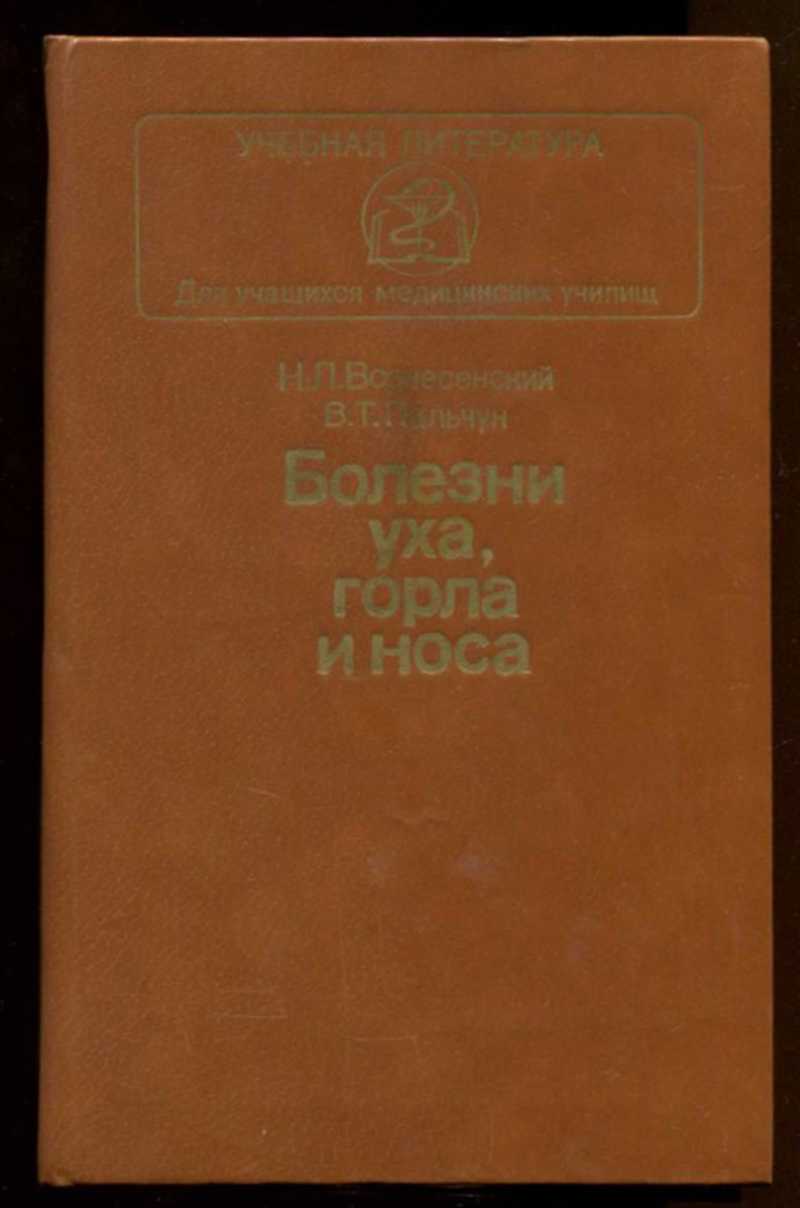 УЧЕБНАЯ ЛИТЕРАТУРА
Для учащихся медицинских училищ
Н.Л.Вознесенский
В.Т.Пальчун
Болезни
уха,
горла
и носа